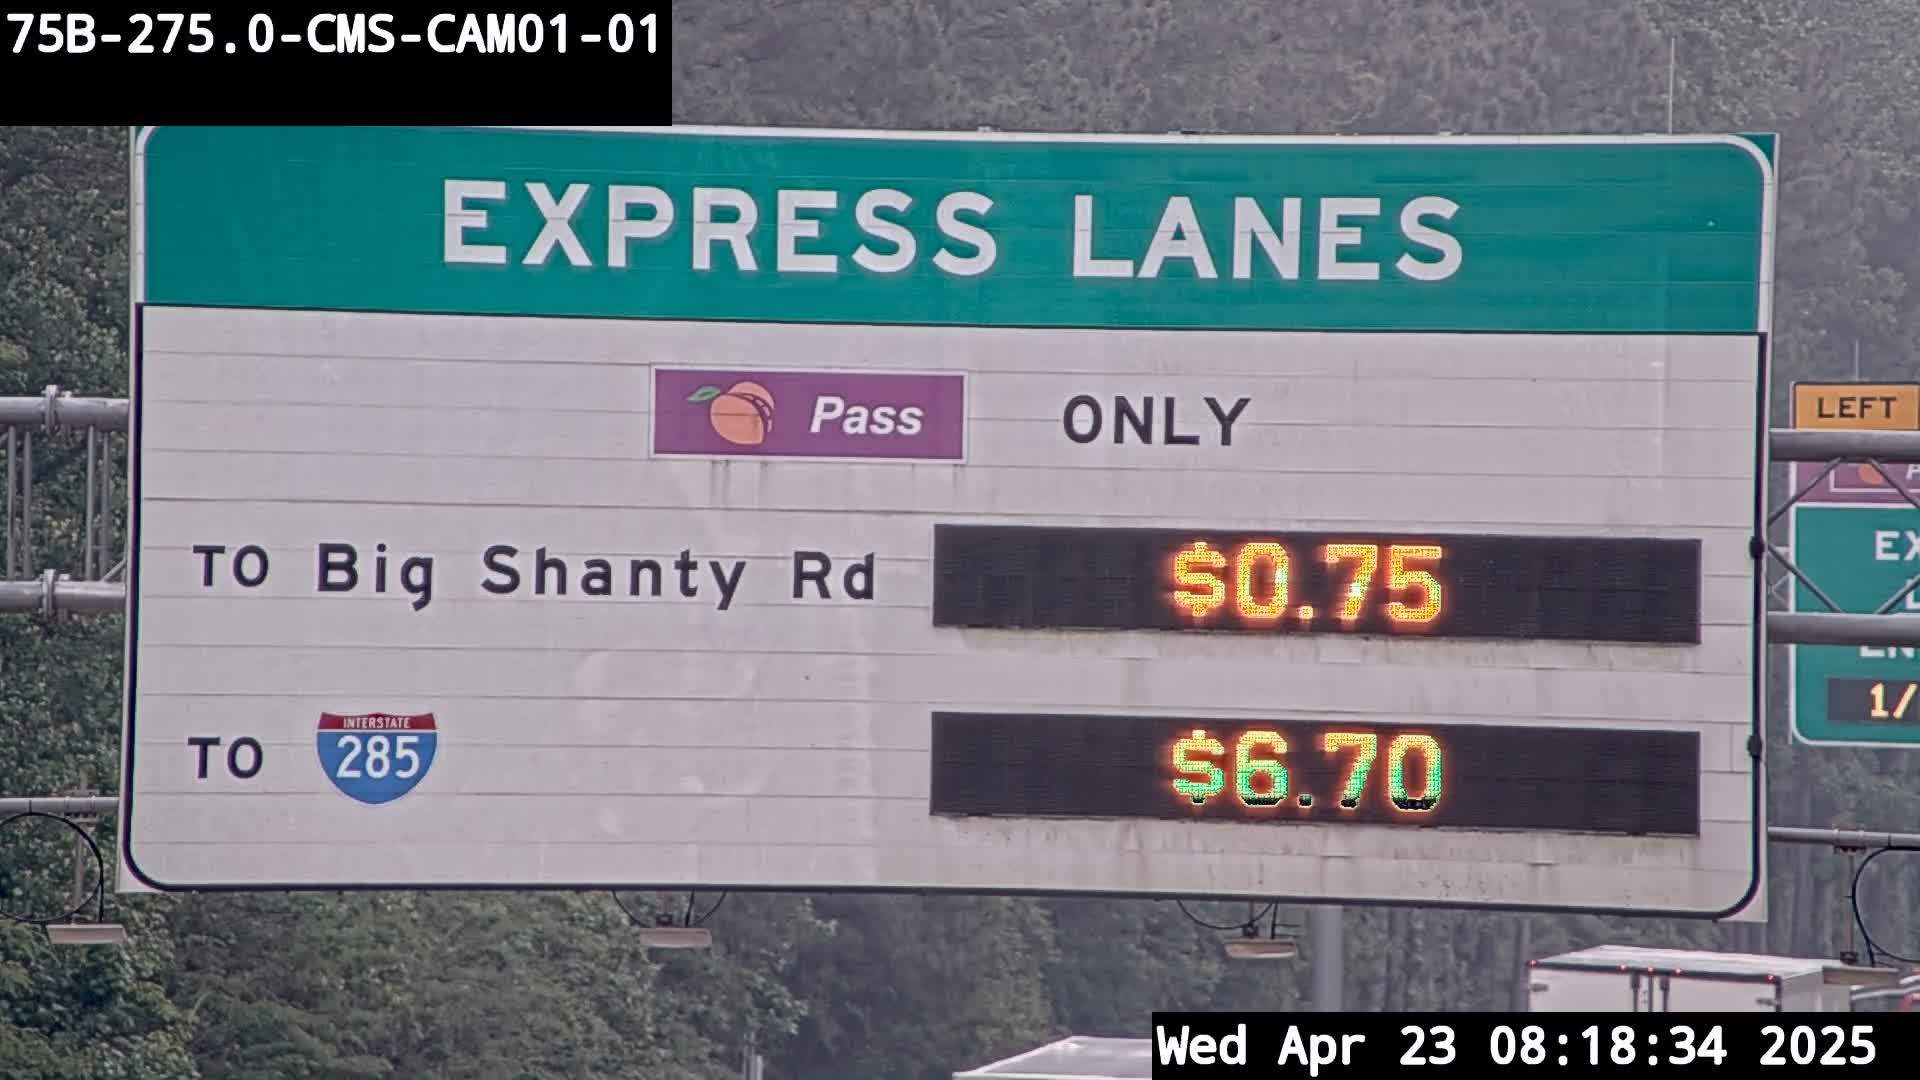 75B-275.0-CMS-CAM01-01
EXPRESS LANES
Pass ONLY
TO Big Shanty Rd $0.75
TO INTERSTATE 285 $6.70
LEFT
1/
Wed Apr 23 08:18:34 2025